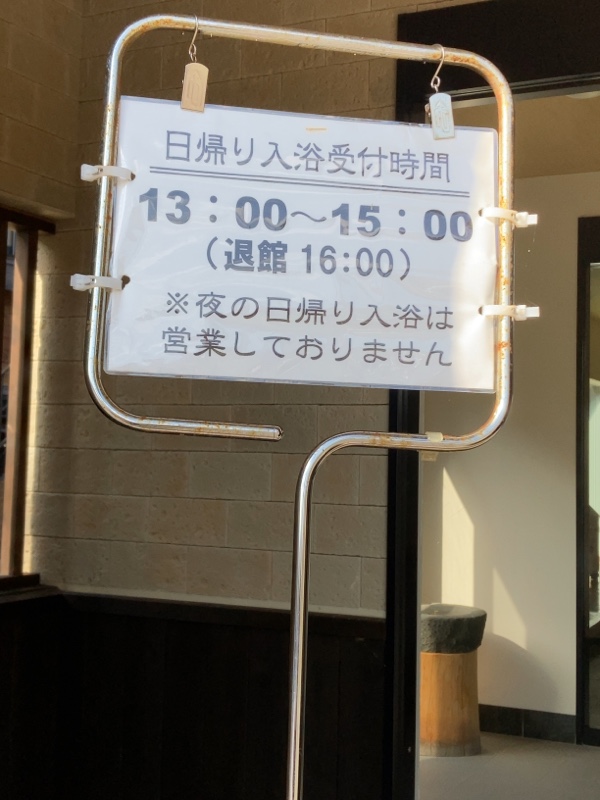 日帰り入浴受付時間
13：00～15：00
（退館 16:00）
※夜の日帰り入浴は
営業しておりません